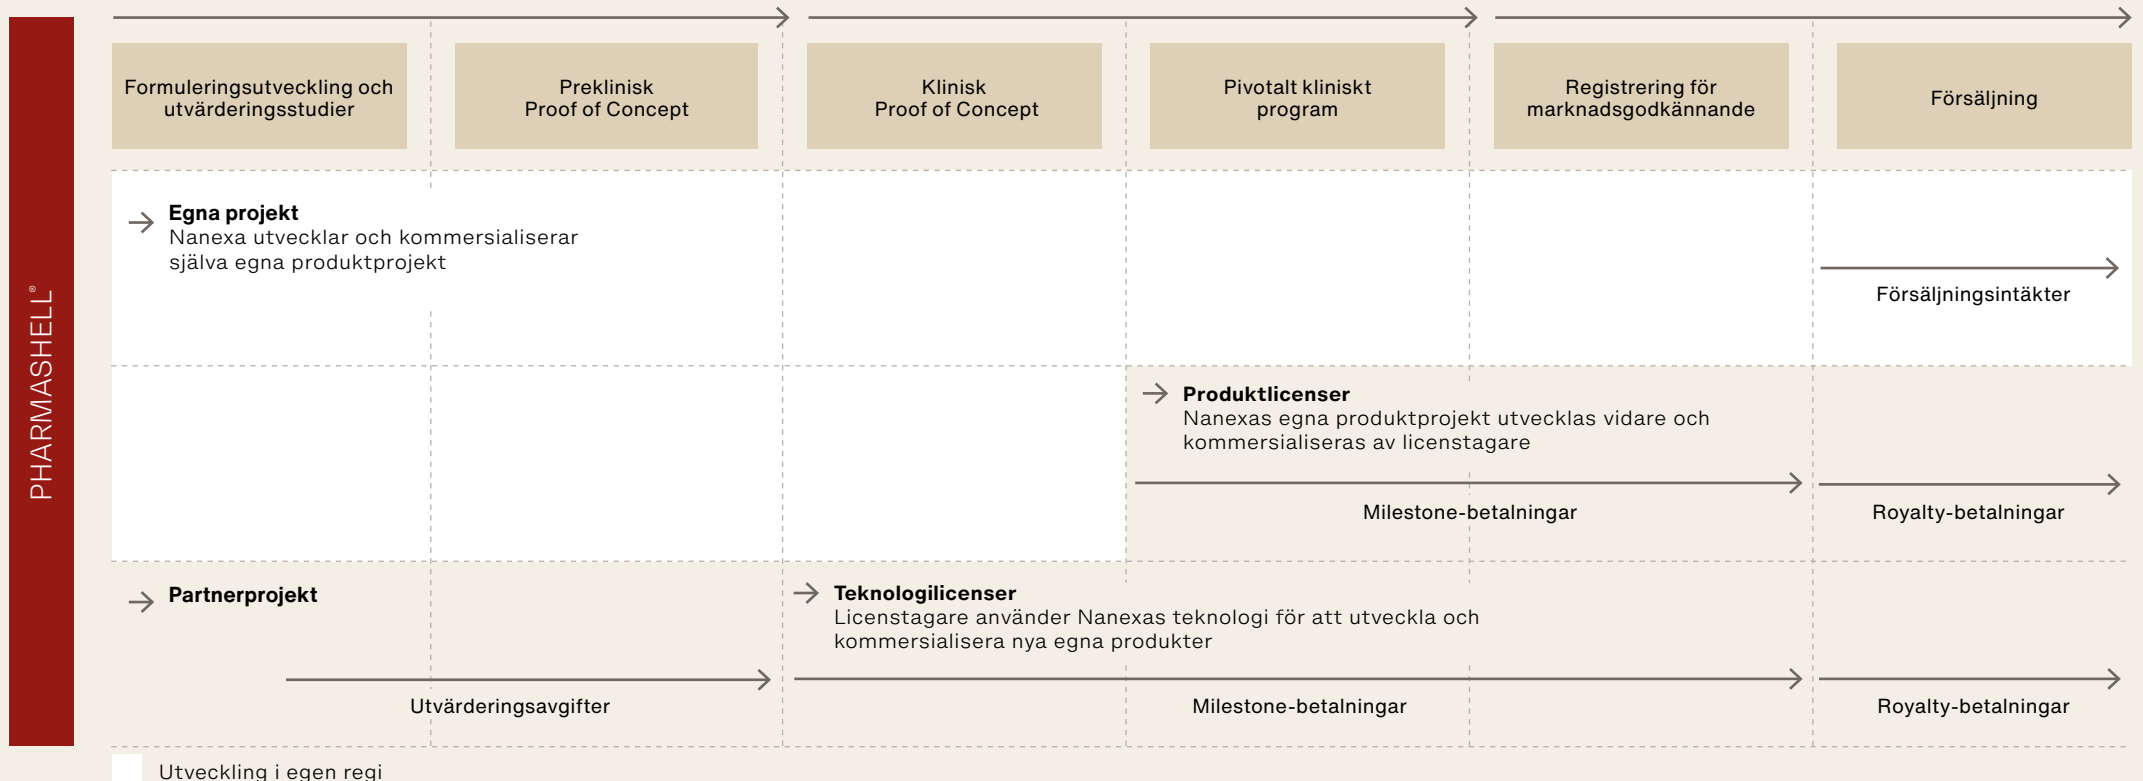 PHARMASHELL®
Formuleringsutveckling och
utvärderingsstudier
Preklinisk
Proof of Concept
Klinisk
Proof of Concept
Pivotalt kliniskt
program
Registrering för
marknadsgodkännande
Försäljning
Egna projekt
Nanexa utvecklar och kommersialiserar
själva egna produktprojekt
Försäljningsintäkter
Produktlicenser
Nanexas egna produktprojekt utvecklas vidare och
kommersialiseras av licenstagare
Milestone-betalningar
Royalty-betalningar
Partnerprojekt
Teknologilicenser
Licenstagare använder Nanexas teknologi för att utveckla och
kommersialisera nya egna produkter
Utvärderingsavgifter
Milestone-betalningar
Royalty-betalningar
Utveckling i egen regi